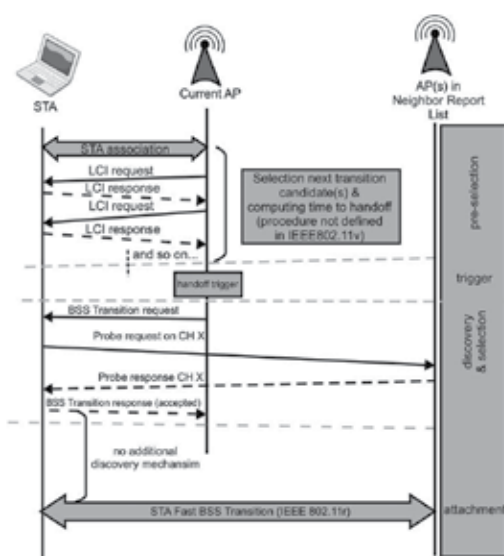 STA
Current AP
AP(s) in
Neighbor Report
List
STA association
LCI request
LCI response
LCI request
LCI response
and so on...
Selection next transition
candidate(s) &
computing time to handoff
(procedure not defined
in IEEE802.11v)
pre-selection
handoff trigger
trigger
BSS Transition request
Probe request on CH X
Probe response CH X
BSS Transition response (accepted)
discovery
& selection
no additional
discovery mechansim
STA Fast BSS Transition (IEEE 802.11r)
attachment